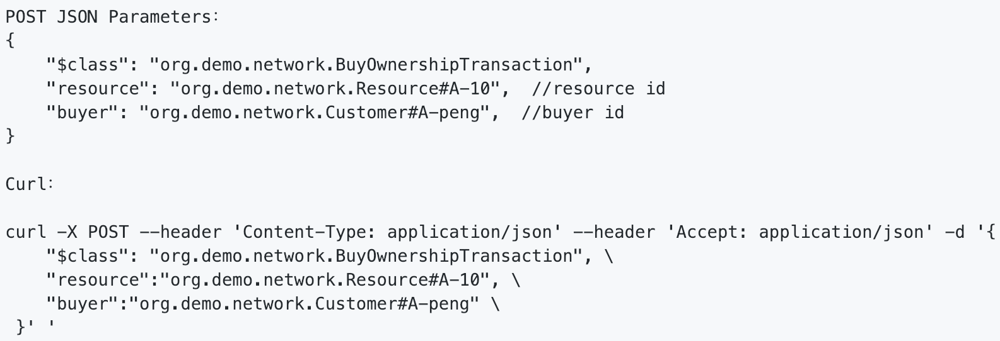 POST JSON Parameters:
{
    "$class": "org.demo.network.BuyOwnershipTransaction",
    "resource": "org.demo.network.Resource#A-10",  //resource id
    "buyer": "org.demo.network.Customer#A-peng",  //buyer id
}

Curl:

curl -X POST --header 'Content-Type: application/json' --header 'Accept: application/json' -d '{
    "$class": "org.demo.network.BuyOwnershipTransaction", \
    "resource":"org.demo.network.Resource#A-10", \
    "buyer":"org.demo.network.Customer#A-peng" \
 }' '